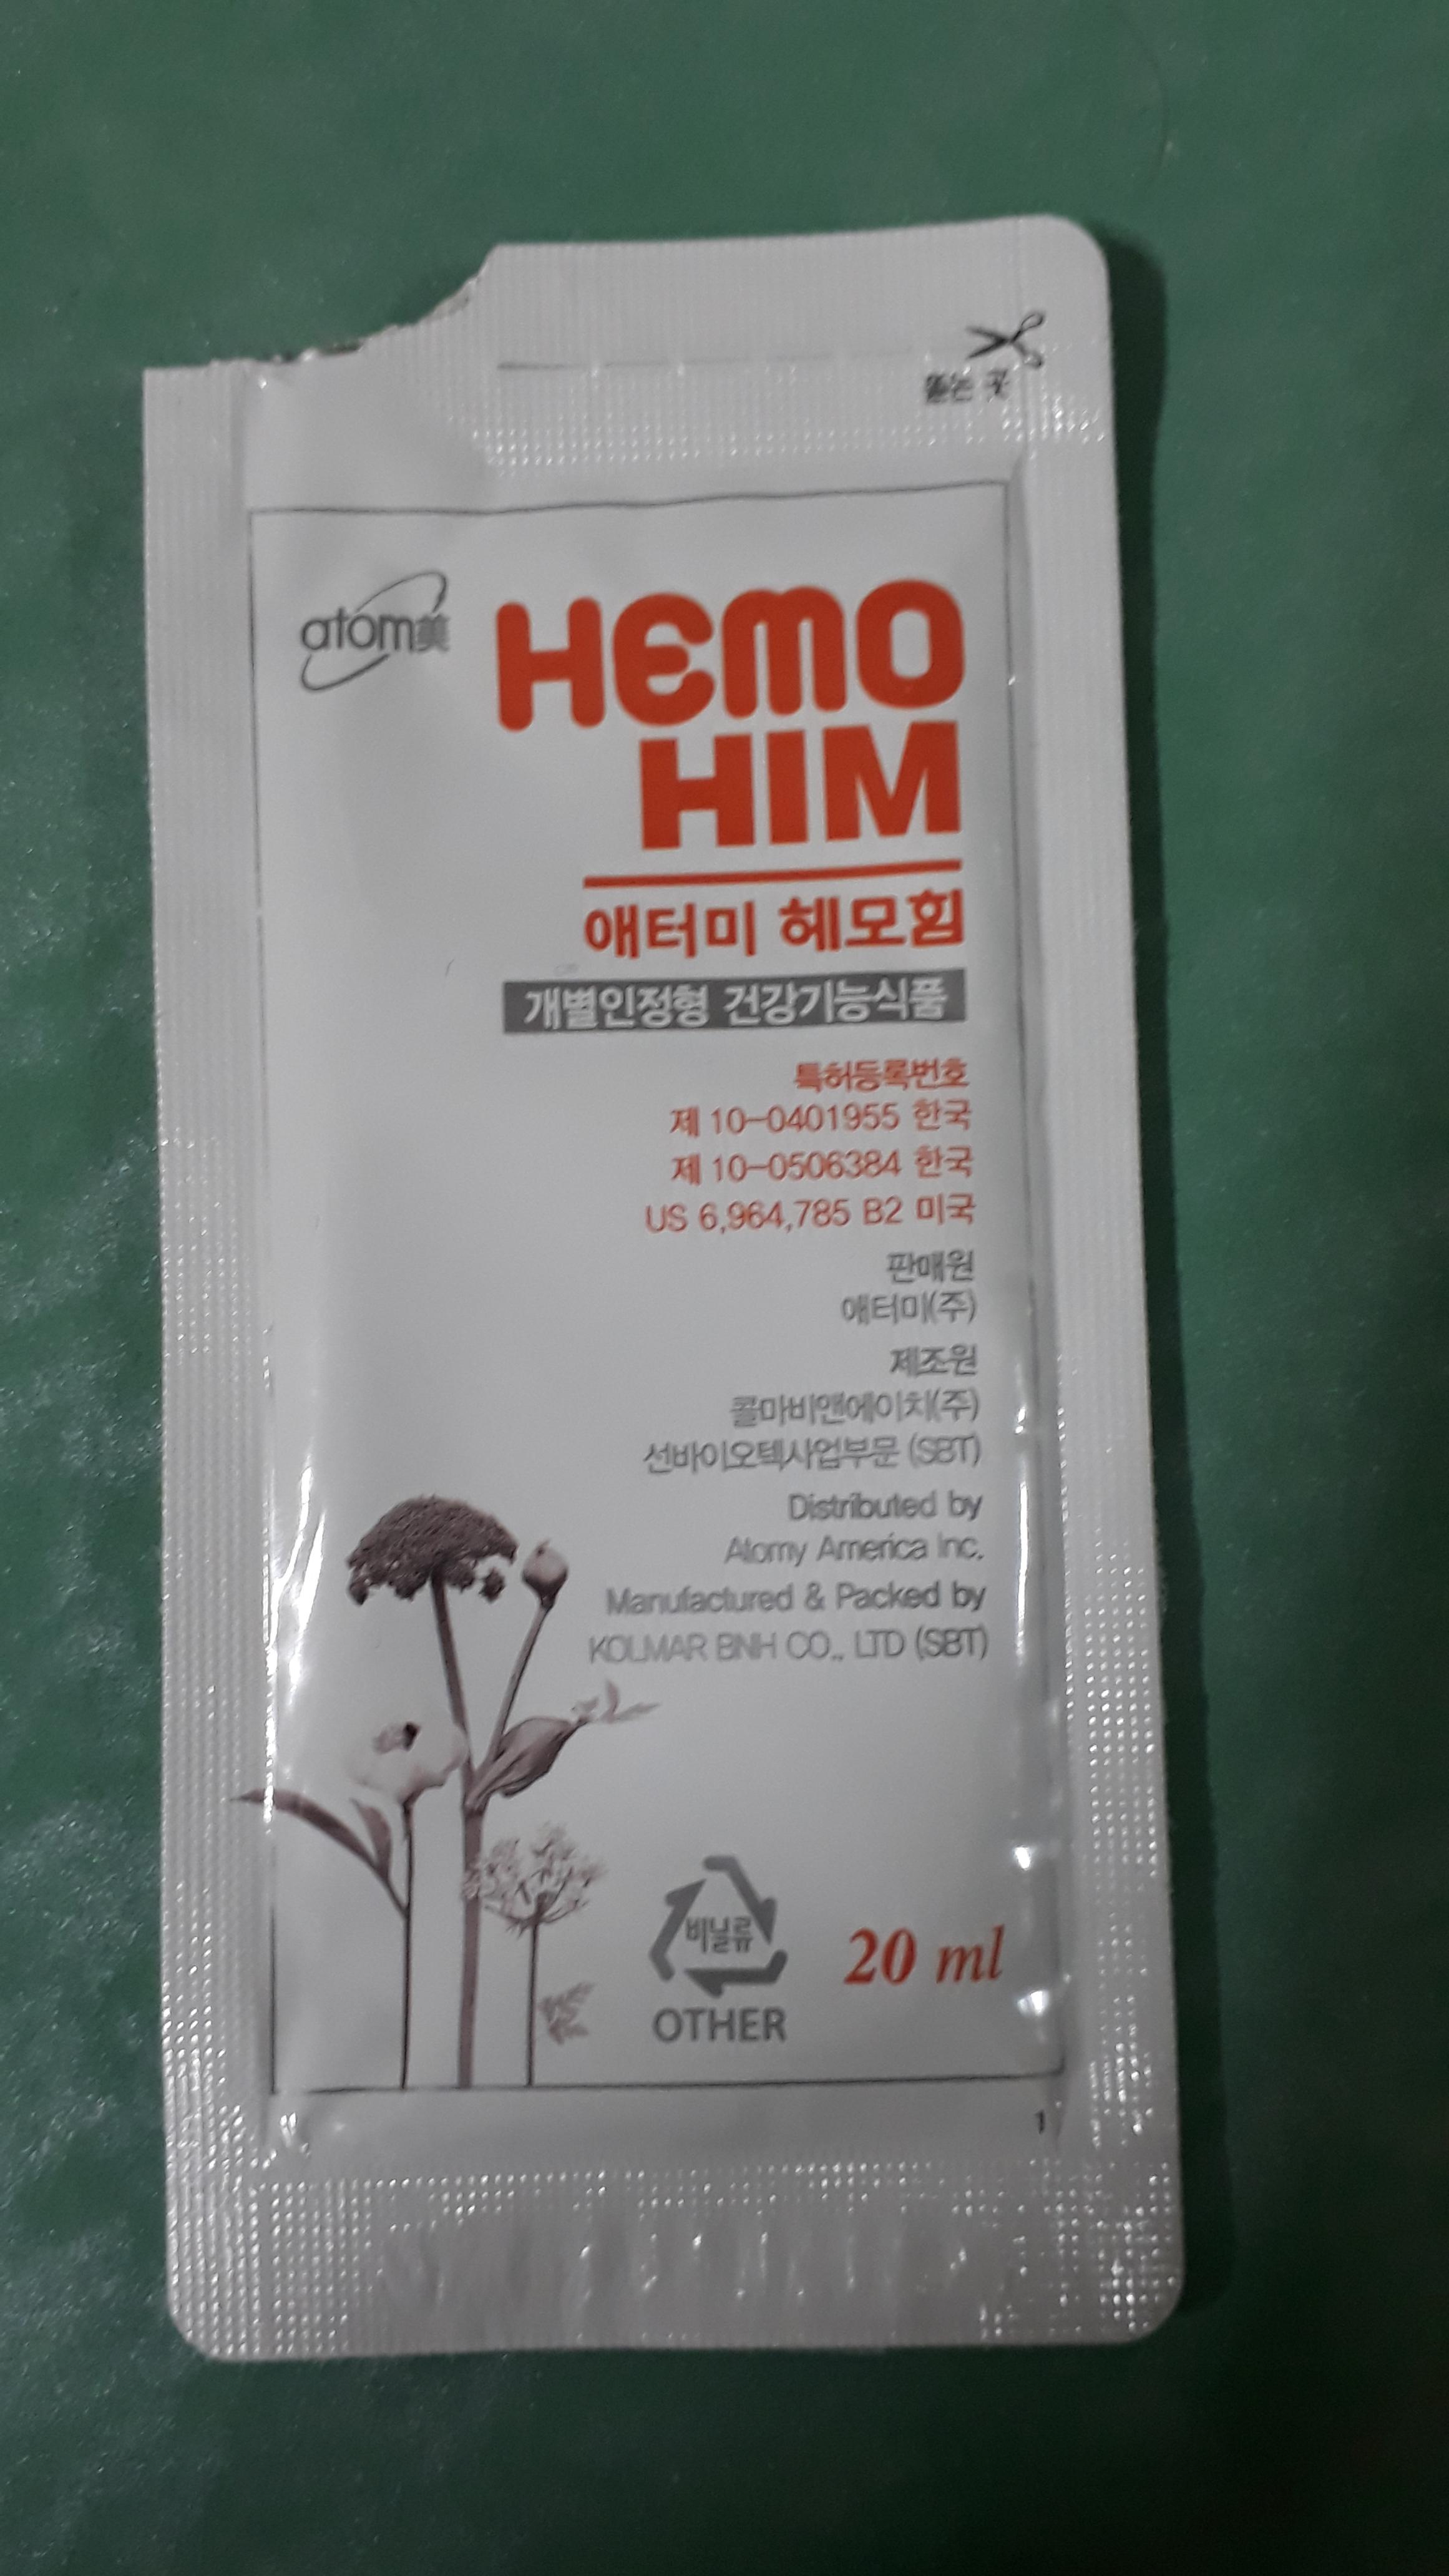 뜯는 곳
atom美
HEMO
HIM
애터미 헤모힘
개별인정형 건강기능식품
특허등록번호
제 10-0401955 한국
제 10-0506384 한국
US 6,964,785 B2 미국
판매원
애터미(주)
제조원
콜마비앤에이치(주)
선바이오텍사업부문 (SBT)
Distributed by
Atomy America Inc.
Manufactured & Packed by
KOLMAR BNH CO., LTD (SBT)
비닐류
OTHER
20 ml
1